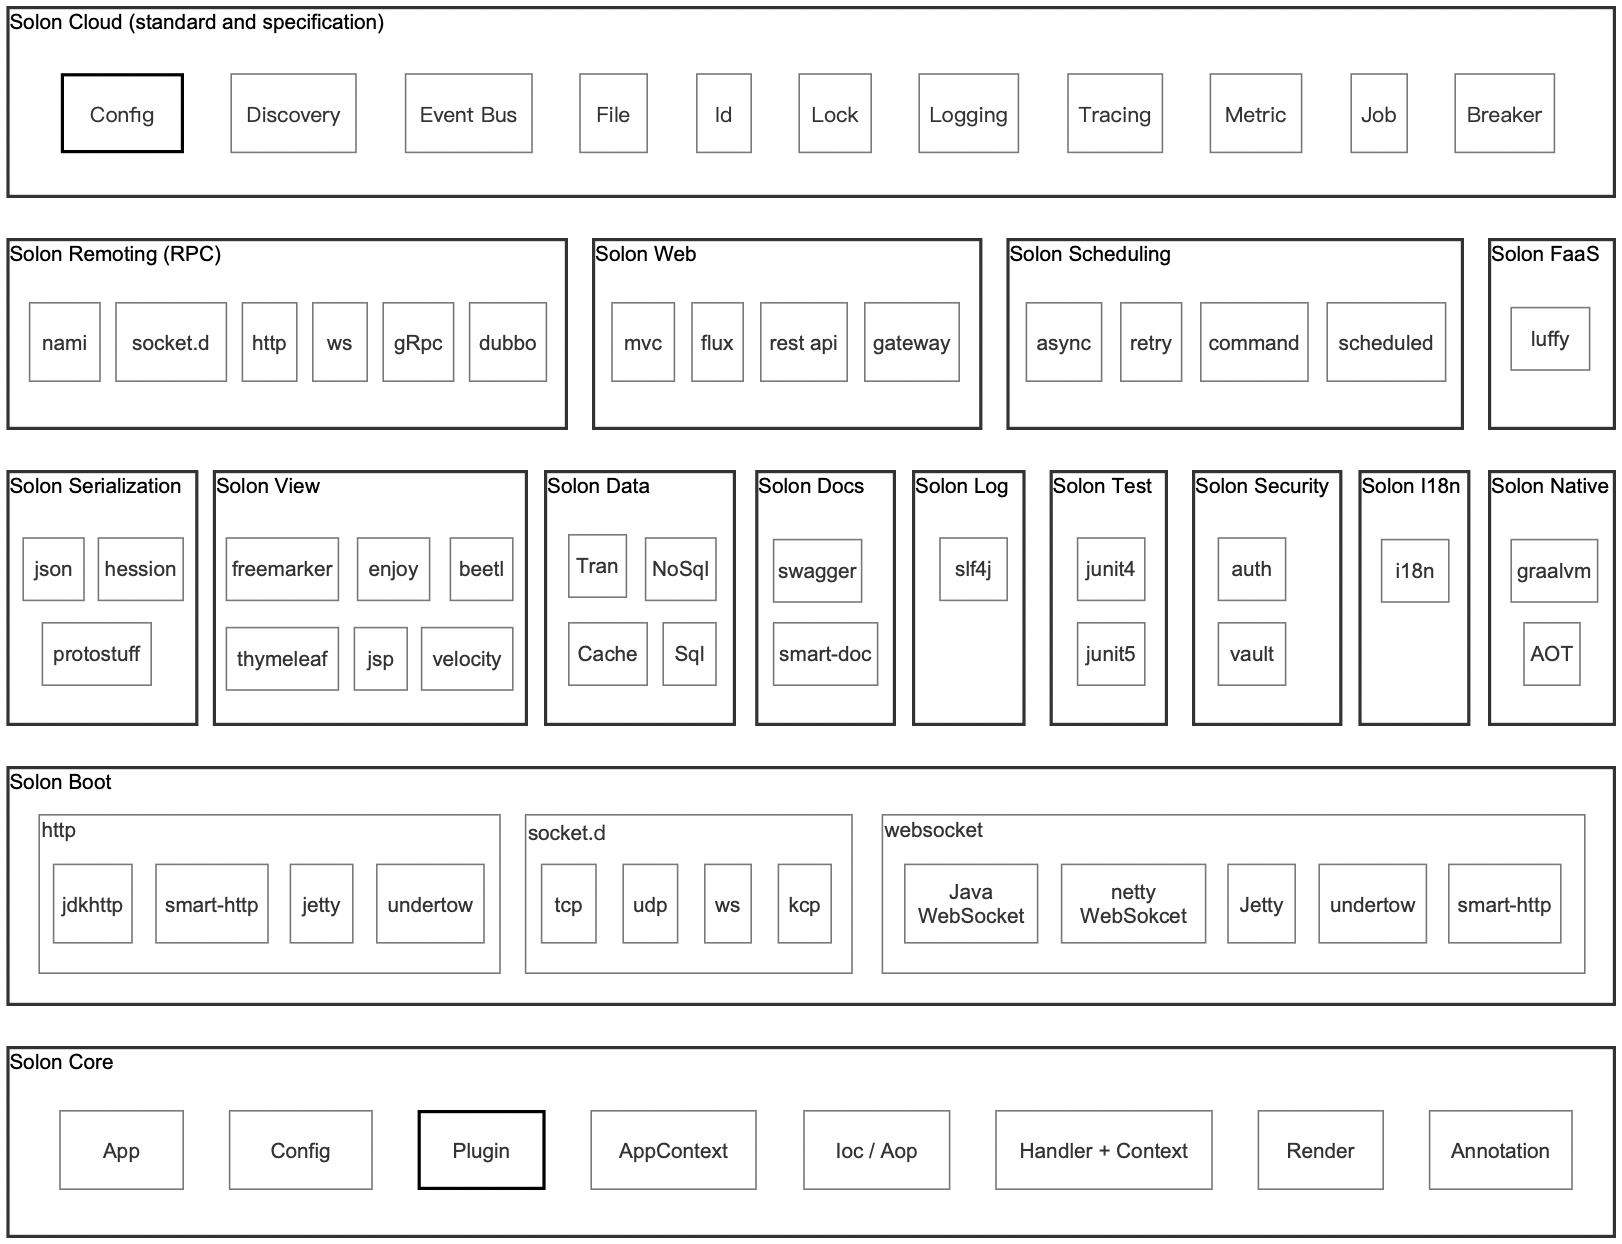 Solon Cloud (standard and specification)
Config
Discovery
Event Bus
File
Id
Lock
Logging
Tracing
Metric
Job
Breaker
Solon Remoting (RPC)
nami
socket.d
http
ws
gRpc
dubbo
Solon Web
mvc
flux
rest api
gateway
Solon Scheduling
async
retry
command
scheduled
Solon FaaS
luffy
Solon Serialization
json
hession
protostuff
Solon View
freemarker
enjoy
beetl
thymeleaf
jsp
velocity
Solon Data
Tran
NoSql
Cache
Sql
Solon Docs
swagger
smart-doc
Solon Log
slf4j
Solon Test
junit4
junit5
Solon Security
auth
vault
Solon I18n
i18n
Solon Native
graalvm
AOT
Solon Boot
http
jdkhttp
smart-http
jetty
undertow
socket.d
tcp
udp
ws
kcp
websocket
Java
WebSocket
netty
WebSokcet
Jetty
undertow
smart-http
Solon Core
App
Config
Plugin
AppContext
Ioc / Aop
Handler + Context
Render
Annotation